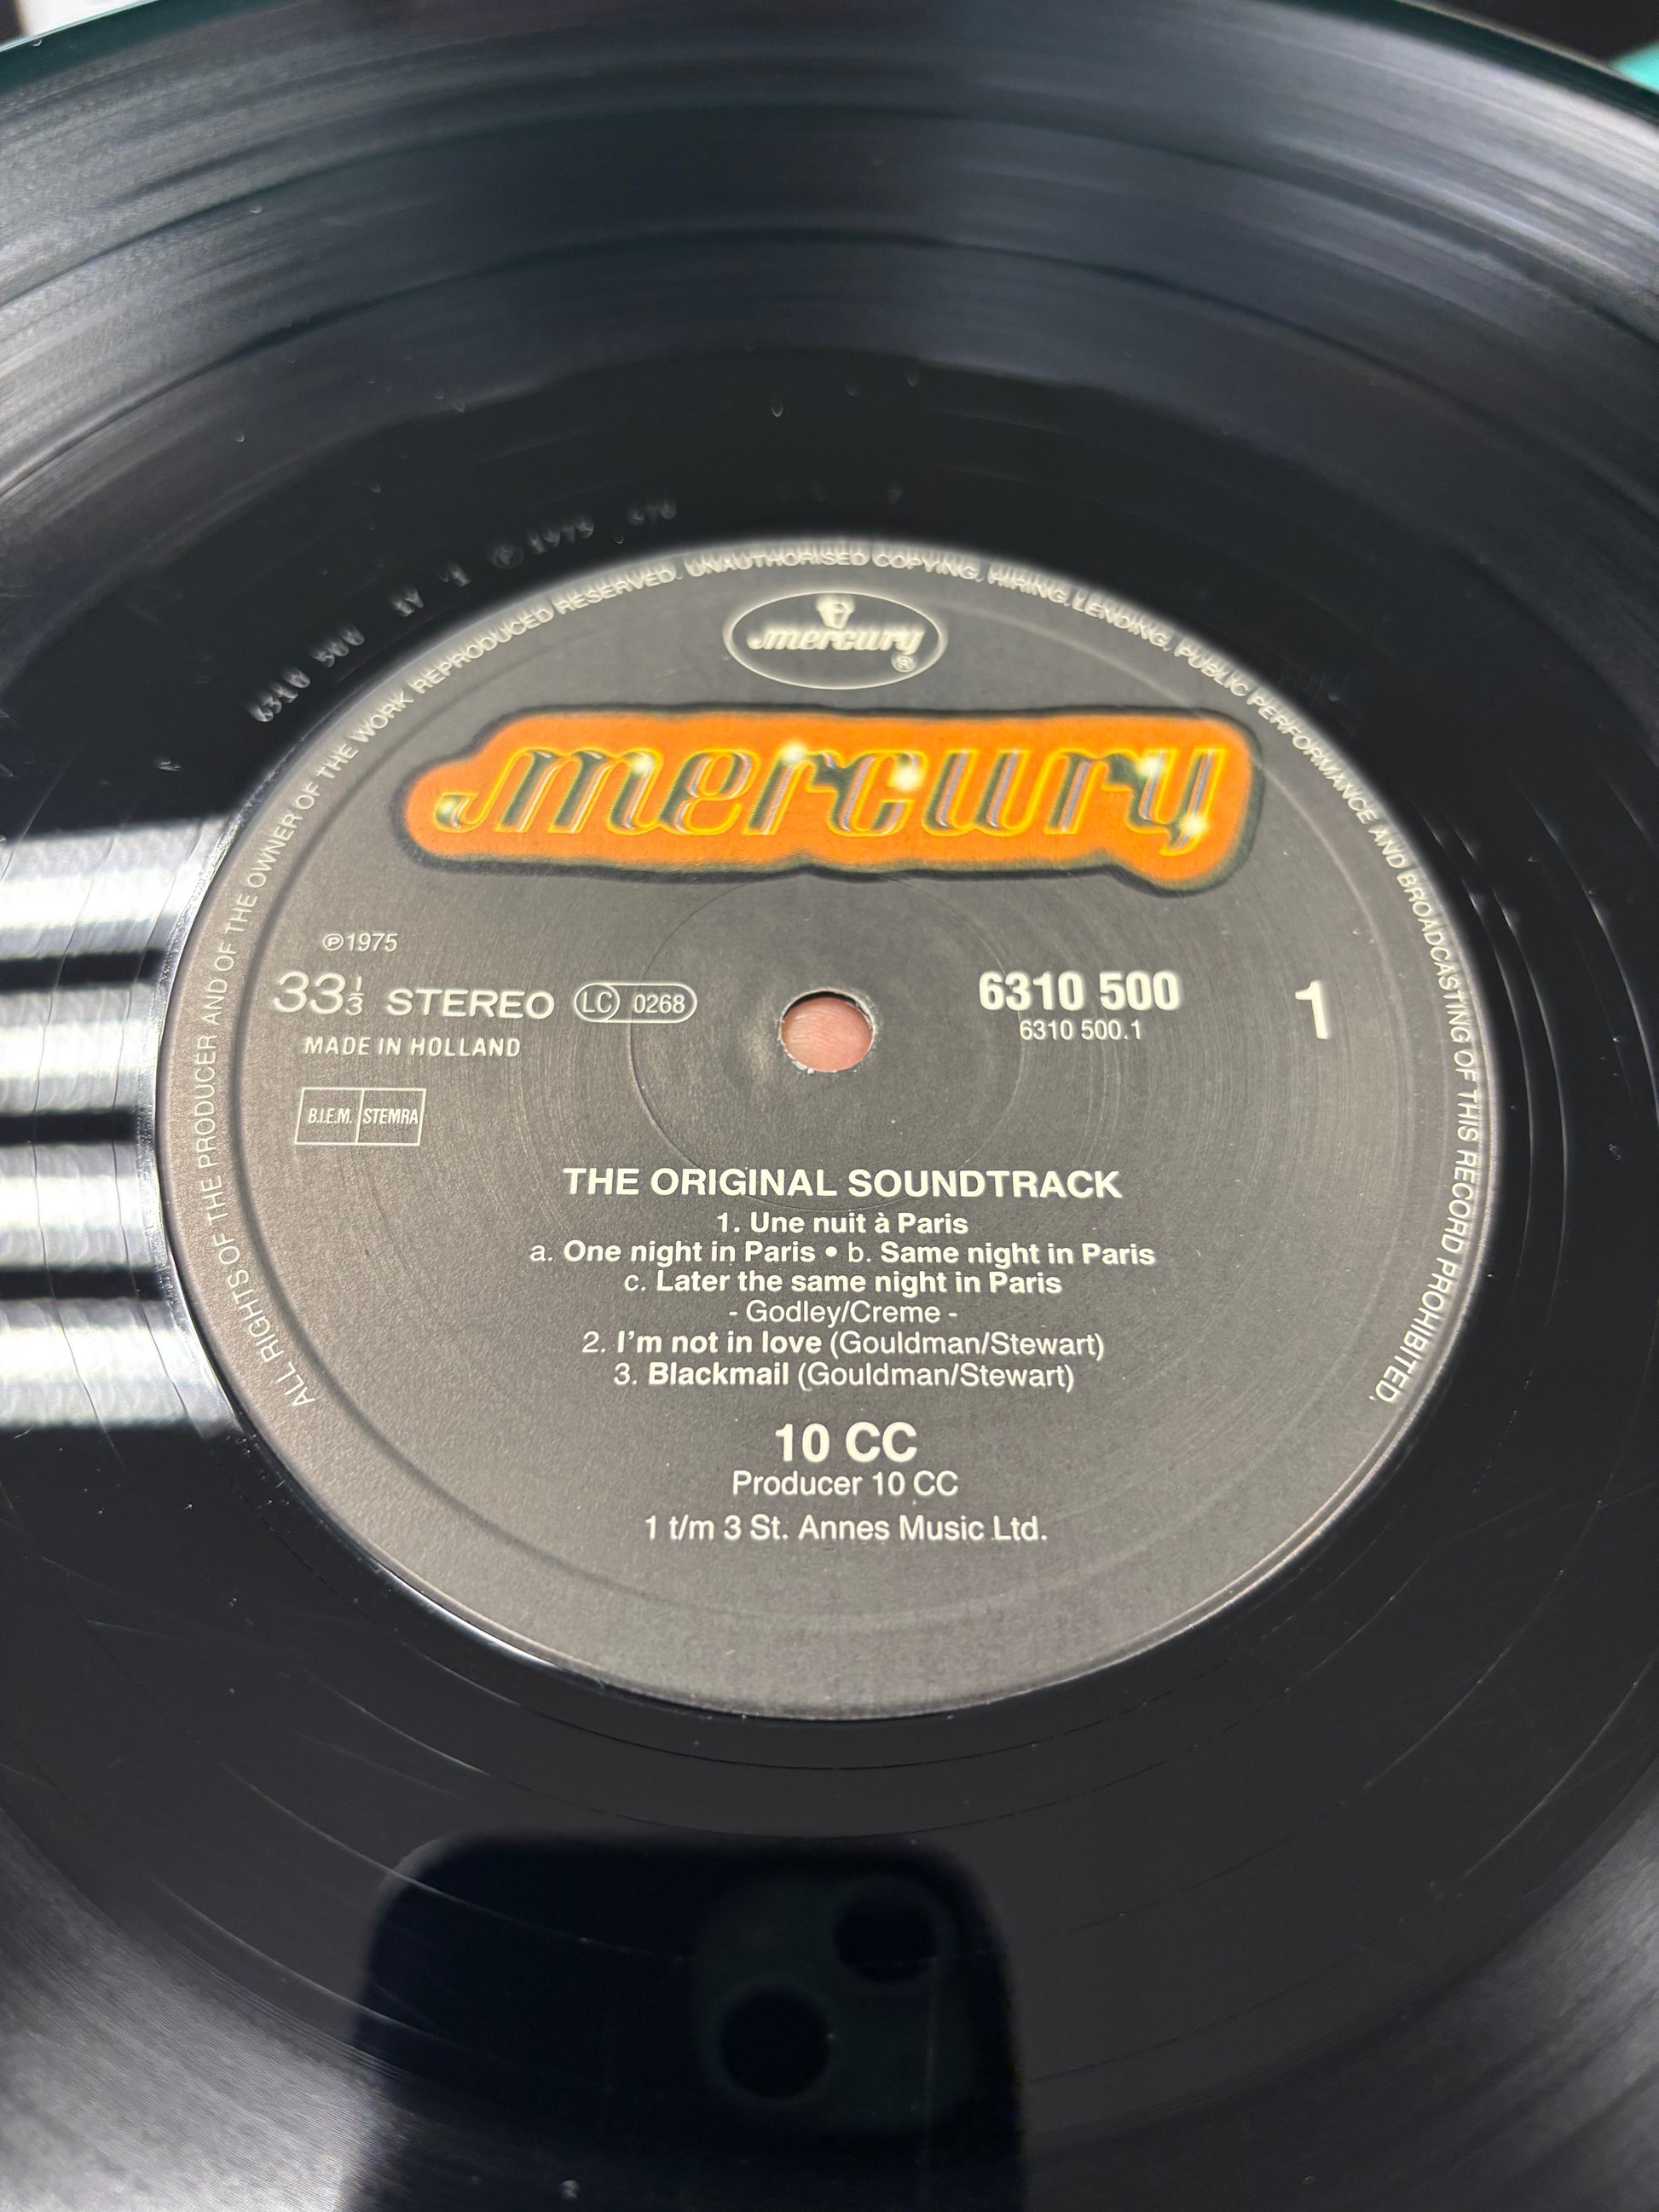 ALL RIGHTS OF THE PRODUCER AND OF THE OWNER OF THE WORK REPRODUCED RESERVED. UNAUTHORISED COPYING, HIRING, LENDING, PUBLIC PERFORMANCE AND BROADCASTING OF THIS RECORD PROHIBITED.
mercury ®
mercury
℗1975
33⅓ STEREO LC 0268
MADE IN HOLLAND
B.I.E.M. STEMRA
6310 500
6310 500.1
1
THE ORIGINAL SOUNDTRACK
1. Une nuit à Paris
a. One night in Paris • b. Same night in Paris
c. Later the same night in Paris
- Godley/Creme -
2. I'm not in love (Gouldman/Stewart)
3. Blackmail (Gouldman/Stewart)
10 CC
Producer 10 CC
1 t/m 3 St. Annes Music Ltd.